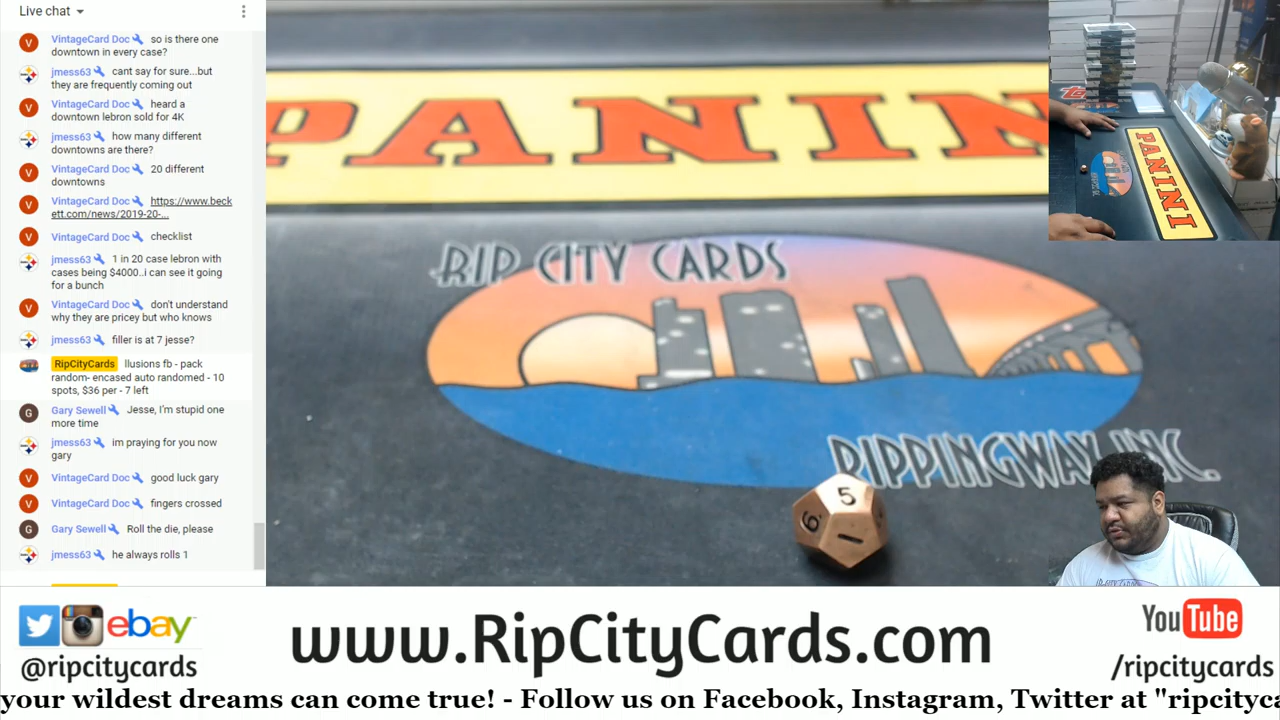 Live chat
VintageCard Doc so is there one
downtown in every case?
jmess63 cant say for sure...but
they are frequently coming out
VintageCard Doc heard a
downtown lebron sold for 4K
jmess63 how many different
downtowns are there?
VintageCard Doc 20 different
downtowns
VintageCard Doc https://www.beck
ett.com/news/2019-20-...
VintageCard Doc checklist
jmess63 1 in 20 case lebron with
cases being $4000..i can see it going
for a bunch
VintageCard Doc don't understand
why they are pricey but who knows
jmess63 filler is at 7 jesse?
RipCityCards Ilusions fb - pack
random- encased auto randomed - 10
spots, $36 per - 7 left
Gary Sewell Jesse, I'm stupid one
more time
jmess63 im praying for you now
gary
VintageCard Doc good luck gary
VintageCard Doc fingers crossed
Gary Sewell Roll the die, please
jmess63 he always rolls 1
PANINI
RIP CITY CARDS
RIPPINGWAY INC.
5
6
PANINI
ebay
@ripcitycards
www.RipCityCards.com
YouTube
/ripcitycards
your wildest dreams can come true! - Follow us on Facebook, Instagram, Twitter at "ripcityca